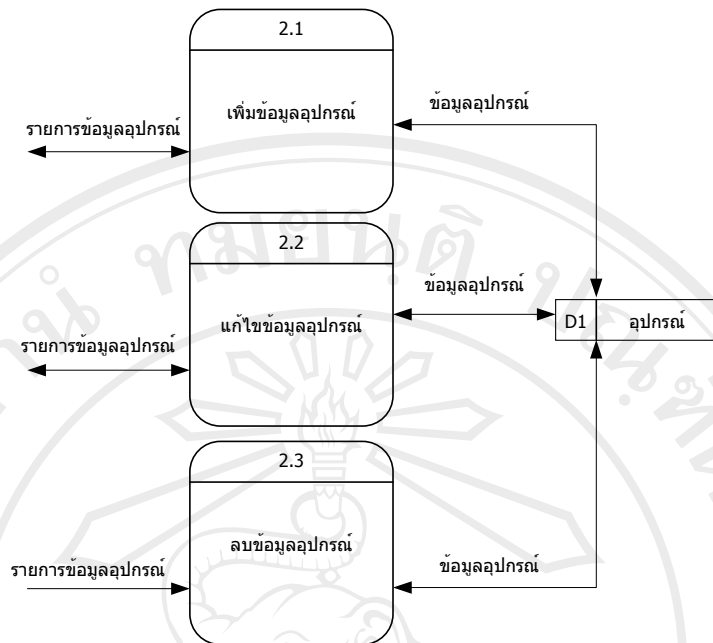 2.1
เพิ่มข้อมูลอุปกรณ์
รายการข้อมูลอุปกรณ์
ข้อมูลอุปกรณ์
2.2
แก้ไขข้อมูลอุปกรณ์
รายการข้อมูลอุปกรณ์
ข้อมูลอุปกรณ์
D1
อุปกรณ์
2.3
ลบข้อมูลอุปกรณ์
รายการข้อมูลอุปกรณ์
ข้อมูลอุปกรณ์